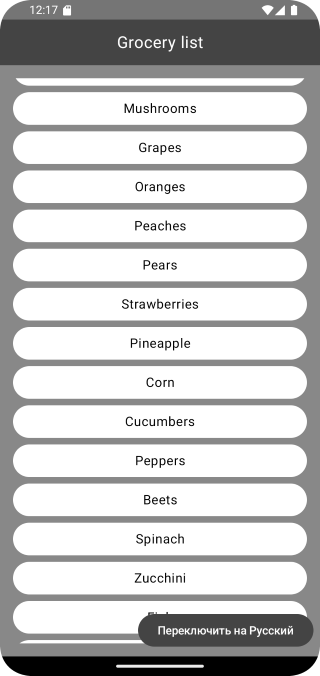 12:17
Grocery list
Mushrooms
Grapes
Oranges
Peaches
Pears
Strawberries
Pineapple
Corn
Cucumbers
Peppers
Beets
Spinach
Zucchini
Переключить на Русский